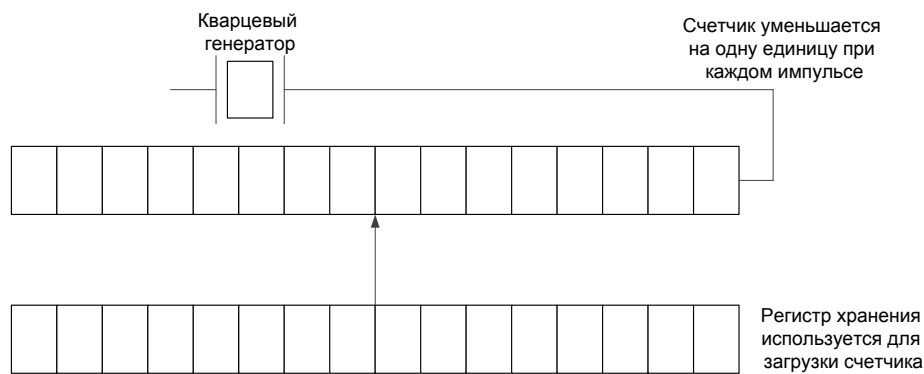 Кварцевый
генератор
Счетчик уменьшается
на одну единицу при
каждом импульсе
Регистр хранения
используется для
загрузки счетчика